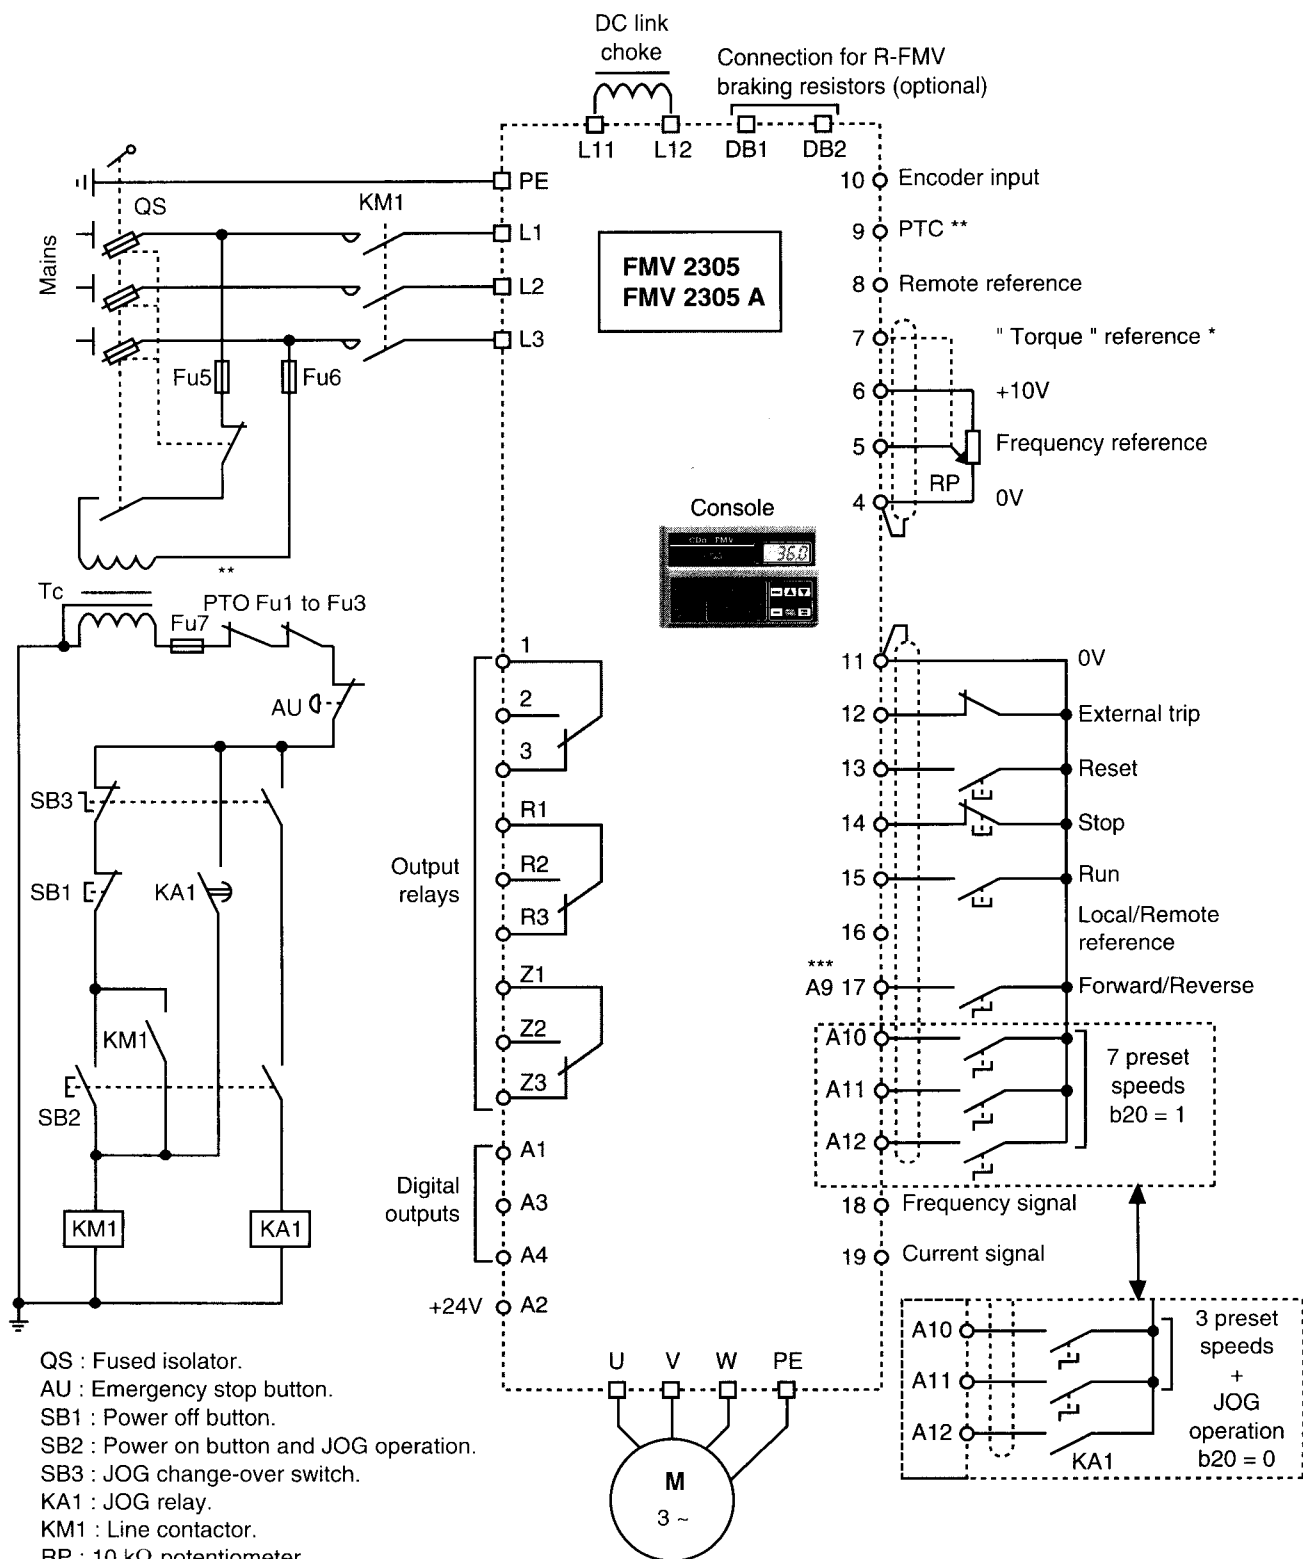 DC link
choke
Connection for R-FMV
braking resistors (optional)
L11 L12 DB1 DB2
PE
10 Encoder input
QS
KM1
Mains
L1
9 PTC **
FMV 2305
FMV 2305 A
L2
8 Remote reference
L3
7 " Torque " reference *
Fu5 Fu6
6 +10V
5 Frequency reference
RP
4 0V
Console
36.0
**
Tc
PTO Fu1 to Fu3
Fu7
1
11 0V
AU
2
12 External trip
3
13 Reset
SB3
R1
14 Stop
Output
relays
R2
15 Run
SB1 KA1
R3
16 Local/Remote
reference
***
Z1
A9 17 Forward/Reverse
KM1
Z2
A10
7 preset
speeds
b20 = 1
Z3
A11
SB2
A12
A1
Digital
outputs
A3
18 Frequency signal
KM1 KA1
A4
19 Current signal
+24V A2
A10
3 preset
speeds
+
JOG
operation
b20 = 0
A11
A12
KA1
U V W PE
M
3 ~
QS : Fused isolator.
AU : Emergency stop button.
SB1 : Power off button.
SB2 : Power on button and JOG operation.
SB3 : JOG change-over switch.
KA1 : JOG relay.
KM1 : Line contactor.
RP : 10 kΩ potentiometer